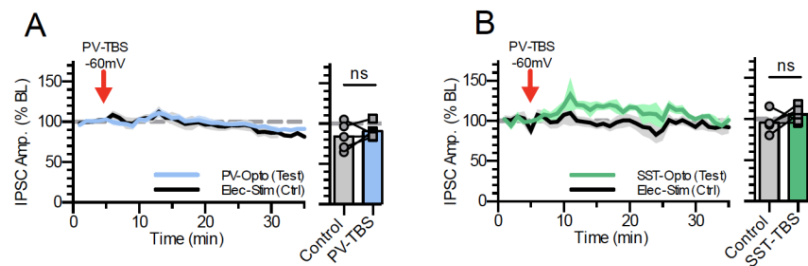 A
PV-TBS
-60mV
IPSC Amp. (% BL)
150
100
50
0
0
10
20
30
Time (min)
PV-Opto (Test)
Elec-Stim (Ctrl)
ns
Control
PV-TBS
B
PV-TBS
-60mV
IPSC Amp. (% BL)
150
100
50
0
0
10
20
30
Time (min)
SST-Opto (Test)
Elec-Stim (Ctrl)
ns
Control
SST-TBS